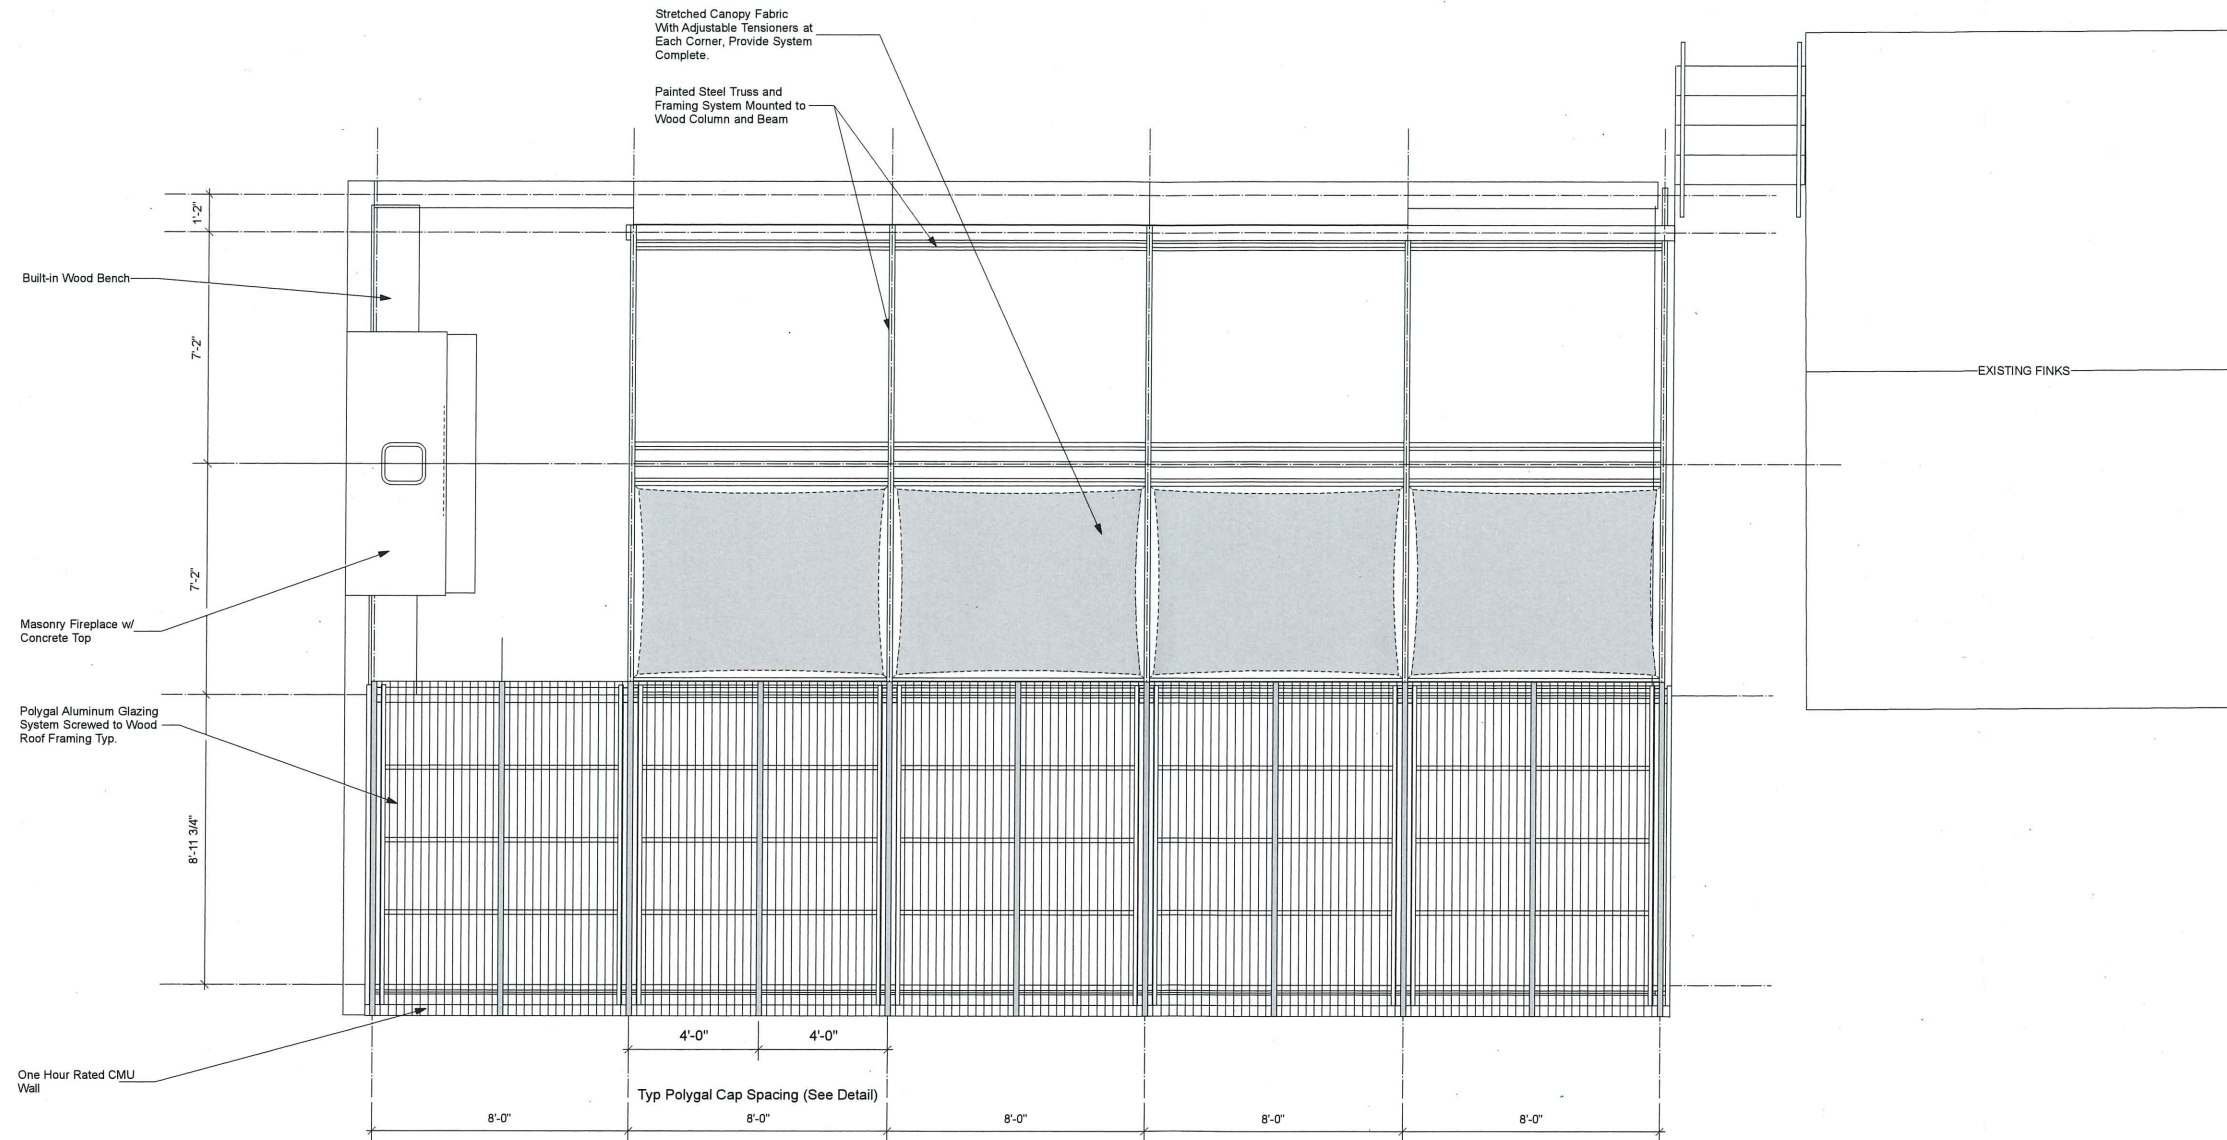 Stretched Canopy Fabric
With Adjustable Tensioners at
Each Corner, Provide System
Complete.
Painted Steel Truss and
Framing System Mounted to
Wood Column and Beam
1'-2"
Built-in Wood Bench
7'-2"
EXISTING FINKS
7'-2"
Masonry Fireplace w/
Concrete Top
Polygal Aluminum Glazing
System Screwed to Wood
Roof Framing Typ.
8'-11 3/4"
4'-0" 4'-0"
One Hour Rated CMU
Wall
Typ Polygal Cap Spacing (See Detail)
8'-0" 8'-0" 8'-0" 8'-0" 8'-0"